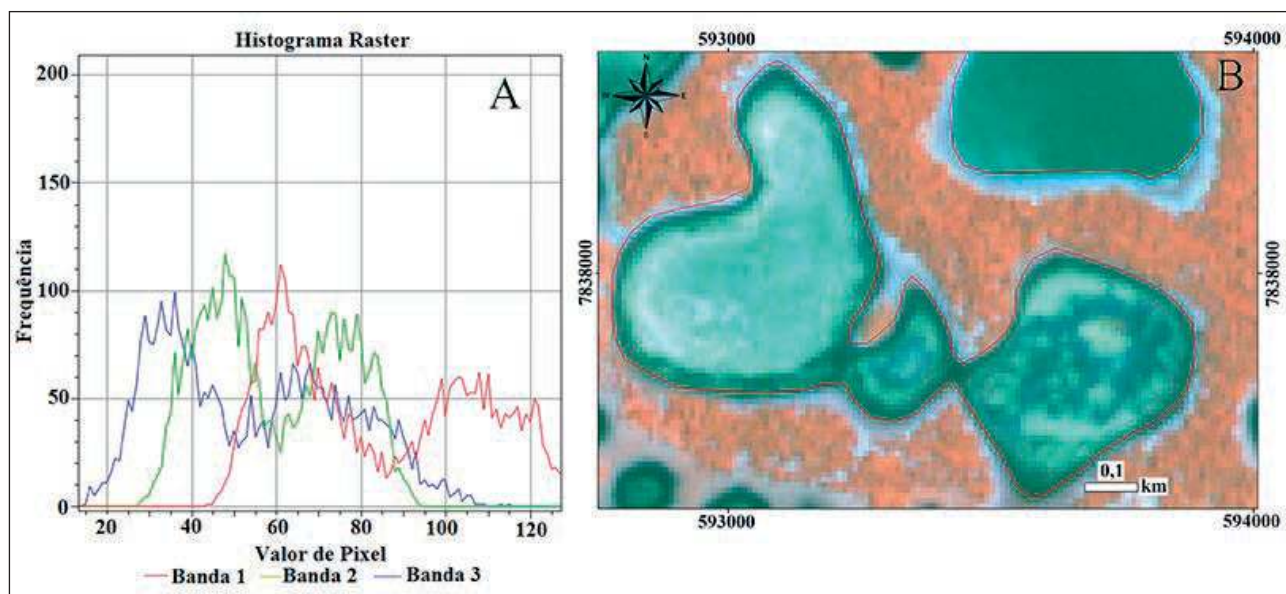 Histograma Raster
A
200
150
100
50
0
Frequência
20 40 60 80 100 120
Valor de Pixel
Banda 1 Banda 2 Banda 3
593000 594000
B
N
E
S
7838000 7838000
0,1
km
593000 594000